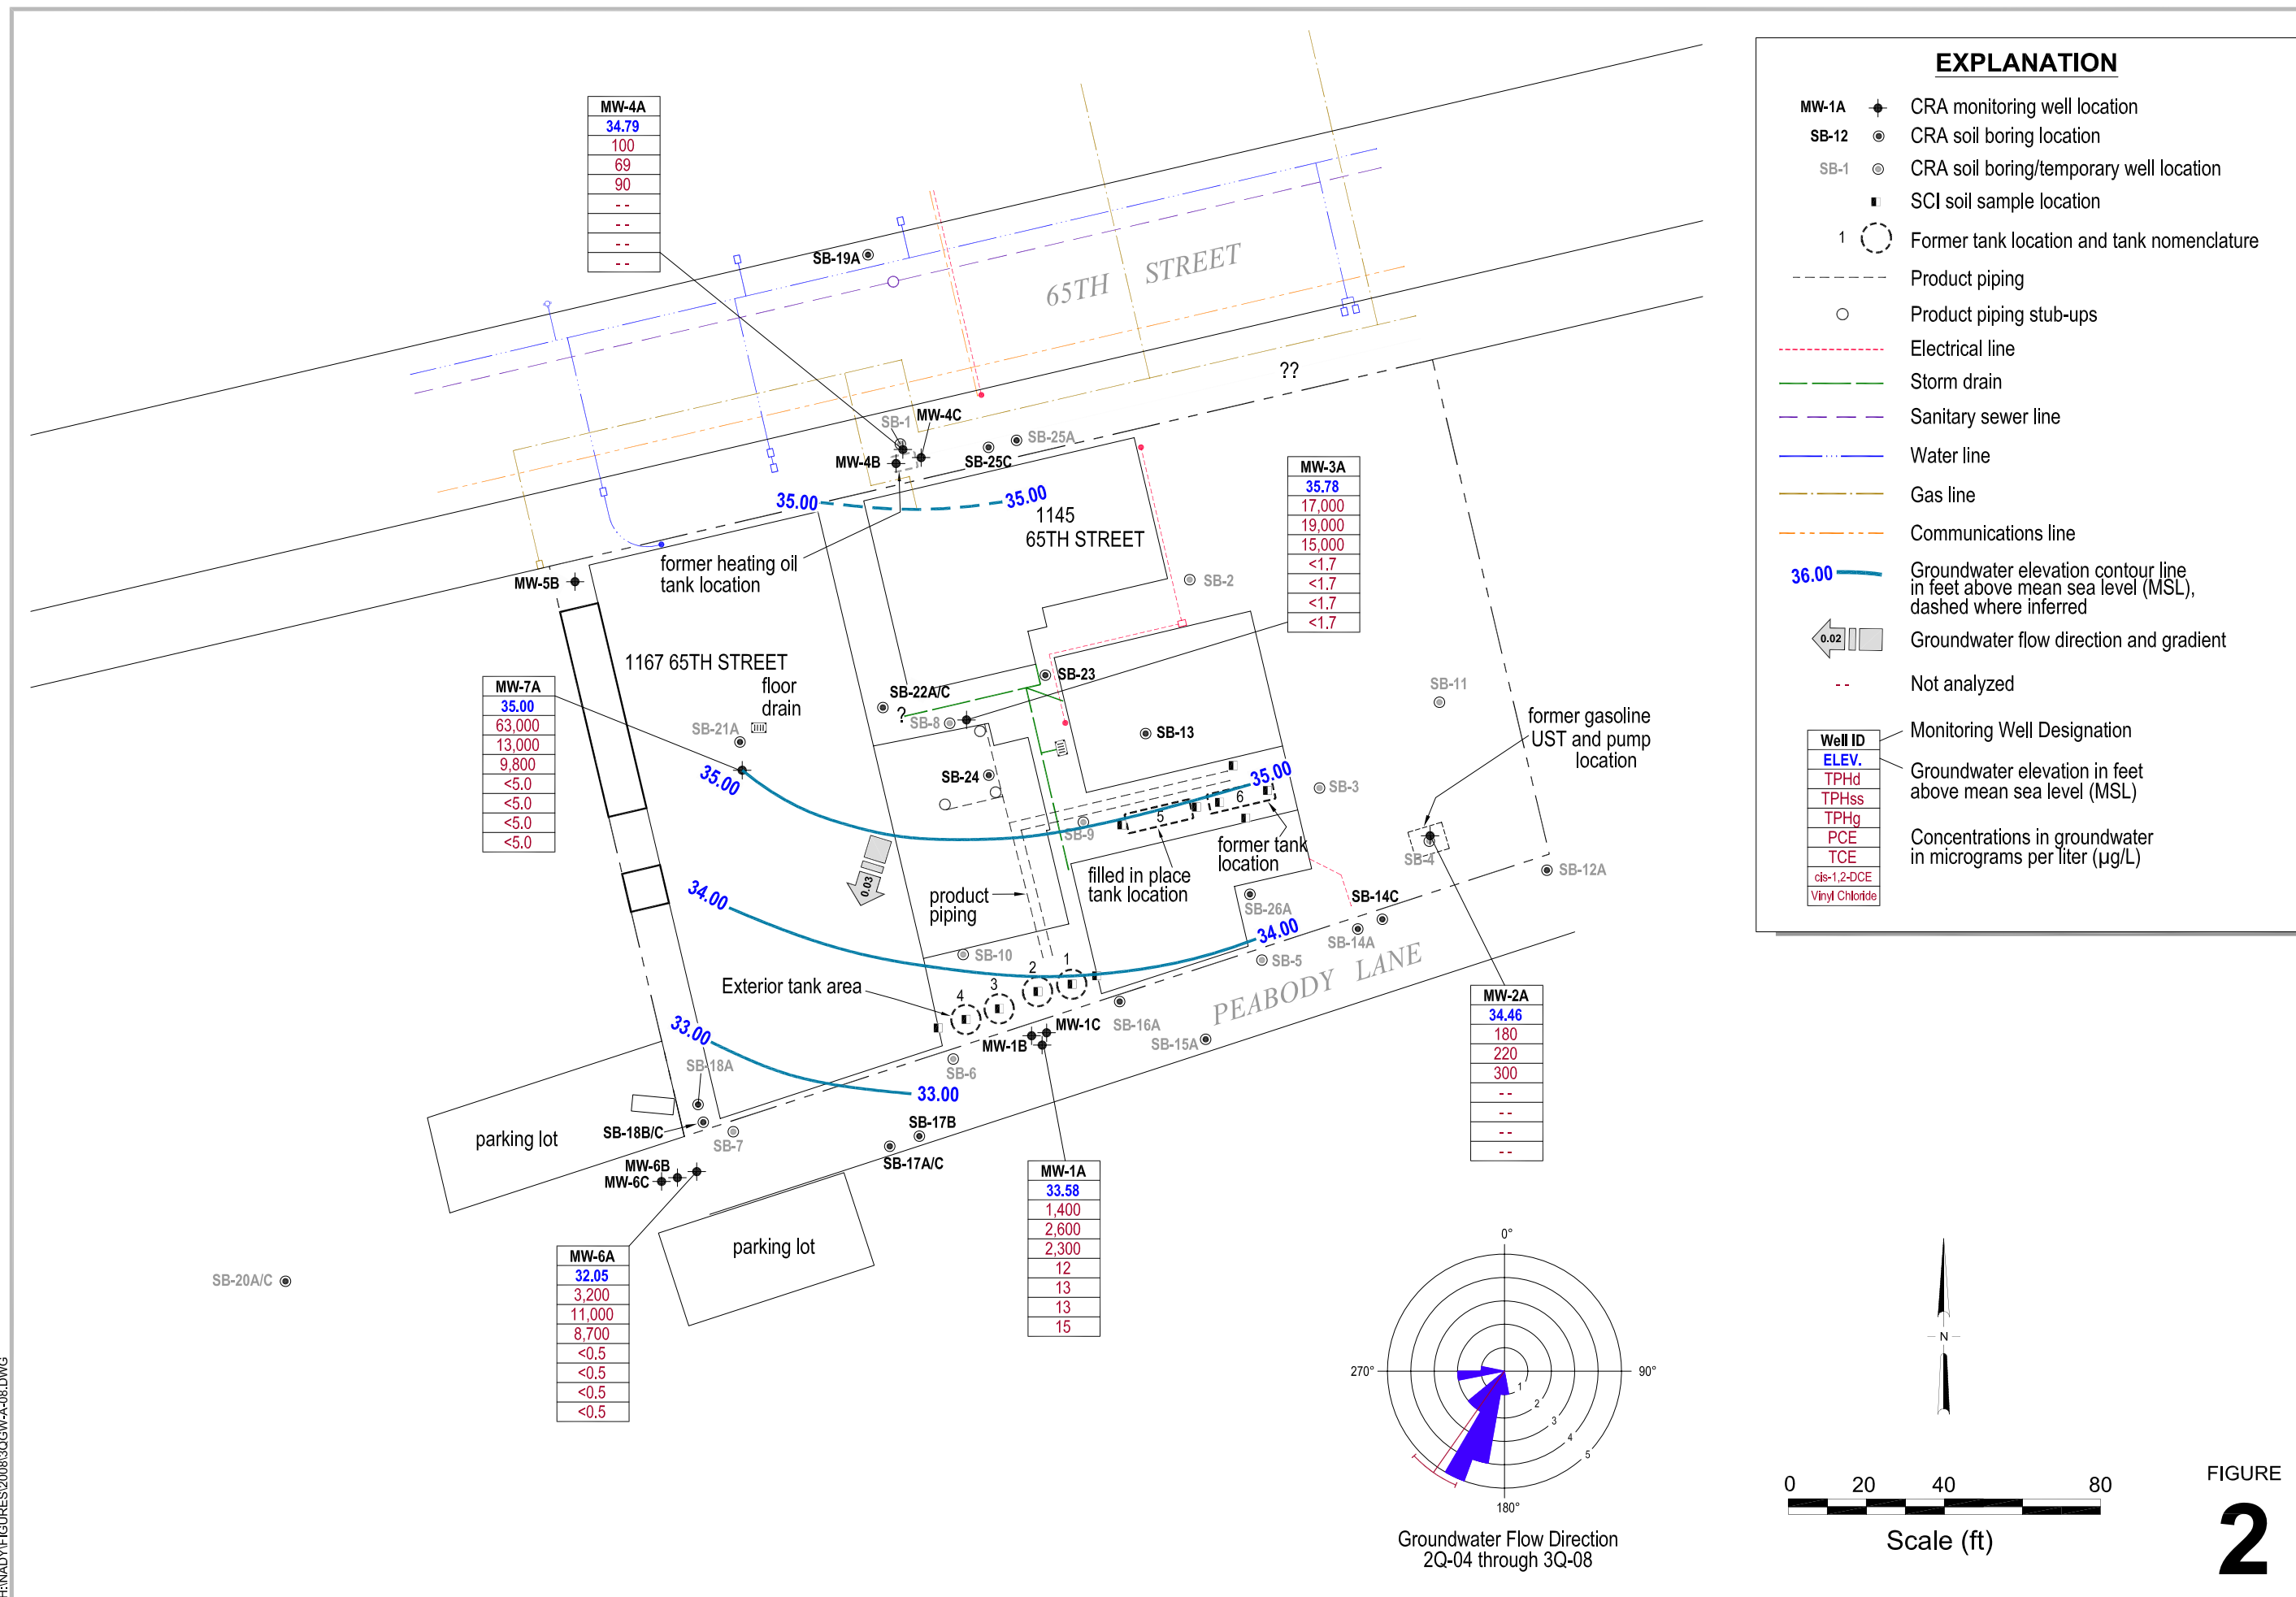 EXPLANATION
MW-1A CRA monitoring well location
SB-12 CRA soil boring location
SB-1 CRA soil boring/temporary well location
SCI soil sample location
1 Former tank location and tank nomenclature
Product piping
Product piping stub-ups
Electrical line
Storm drain
Sanitary sewer line
Water line
Gas line
Communications line
36.00 Groundwater elevation contour line
in feet above mean sea level (MSL),
dashed where inferred
0.02 Groundwater flow direction and gradient
- - Not analyzed
Monitoring Well Designation
Well ID
ELEV.
TPHd
TPHss
TPHg
PCE
TCE
cis-1,2-DCE
Vinyl Chloride
Groundwater elevation in feet
above mean sea level (MSL)
Concentrations in groundwater
in micrograms per liter (µg/L)
MW-4A
34.79
100
69
90
- -
- -
- -
- -
SB-19A
65TH STREET
??
SB-1
MW-4C
SB-25A
MW-4B
SB-25C
35.00
35.00
1145
65TH STREET
former heating oil
tank location
MW-5B
MW-3A
35.78
17,000
19,000
15,000
<1.7
<1.7
<1.7
<1.7
SB-2
1167 65TH STREET
floor
drain
SB-21A
MW-7A
35.00
63,000
13,000
9,800
<5.0
<5.0
<5.0
<5.0
SB-22A/C
?
SB-8
SB-23
SB-13
SB-24
SB-11
former gasoline
UST and pump
location
35.00
35.00
SB-3
SB-9
5
6
SB-4
SB-12A
former tank
location
filled in place
tank location
0.03
product
piping
34.00
34.00
SB-26A
SB-14C
SB-14A
SB-10
SB-5
PEABODY LANE
Exterior tank area
4
3
2
1
33.00
33.00
MW-1C
MW-1B
SB-16A
SB-15A
SB-6
SB-18A
SB-18B/C
SB-7
SB-17B
SB-17A/C
parking lot
parking lot
MW-6B
MW-6C
MW-2A
34.46
180
220
300
- -
- -
- -
- -
MW-1A
33.58
1,400
2,600
2,300
12
13
13
15
MW-6A
32.05
3,200
11,000
8,700
<0.5
<0.5
<0.5
<0.5
SB-20A/C
0°
270°
90°
180°
1
2
3
4
5
Groundwater Flow Direction
2Q-04 through 3Q-08
N
0 20 40 80
Scale (ft)
FIGURE
2
H:\NADY\FIGURES\2008\3QGW-A-08.DWG